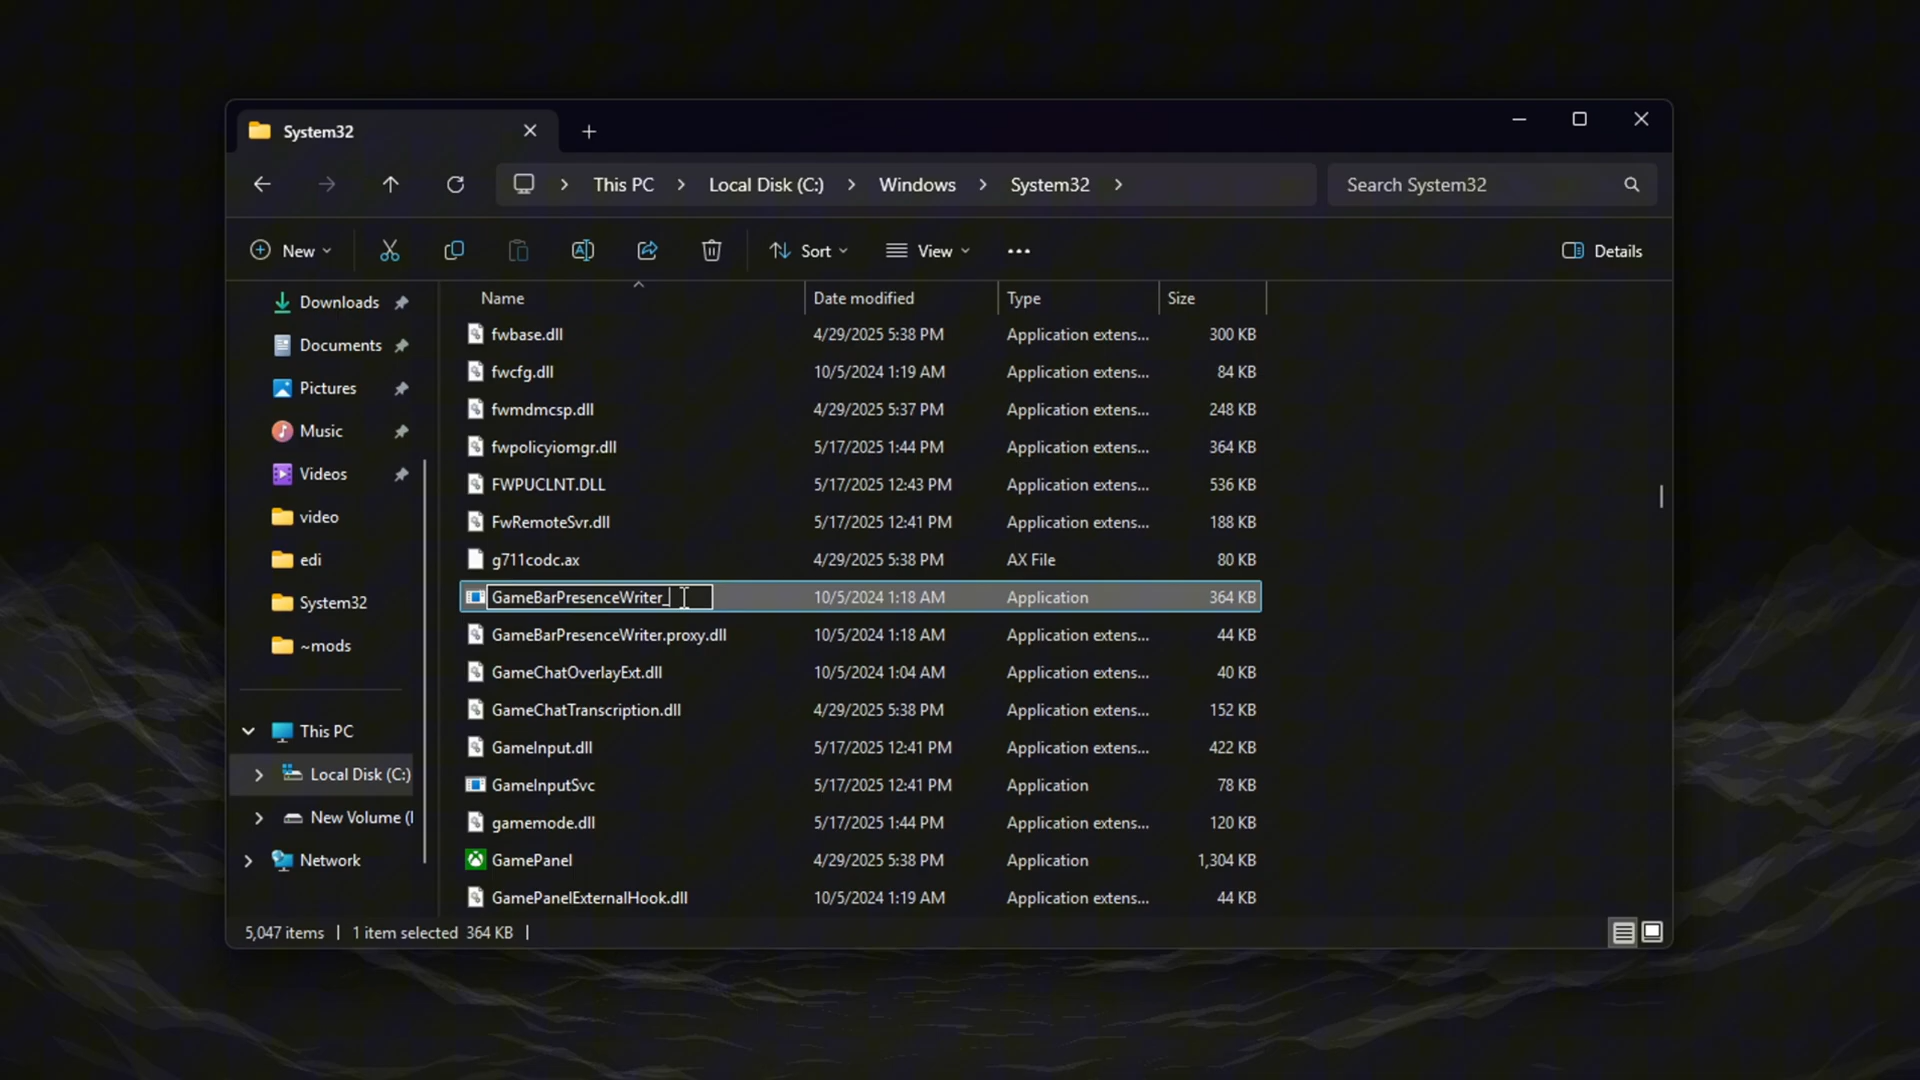 System32
This PC Local Disk (C:) Windows System32
Search System32
New Sort View Details
Name Date modified Type Size
Downloads
Documents
Pictures
Music
Videos
video
edi
System32
~mods
This PC
Local Disk (C:)
New Volume (
Network
fwbase.dll 4/29/2025 5:38 PM Application extens... 300 KB
fwcfg.dll 10/5/2024 1:19 AM Application extens... 84 KB
fwmdmcsp.dll 4/29/2025 5:37 PM Application extens... 248 KB
fwpolicyiomgr.dll 5/17/2025 1:44 PM Application extens... 364 KB
FWPUCLNT.DLL 5/17/2025 12:43 PM Application extens... 536 KB
FwRemoteSvr.dll 5/17/2025 12:41 PM Application extens... 188 KB
g711codc.ax 4/29/2025 5:38 PM AX File 80 KB
GameBarPresenceWriter_ 10/5/2024 1:18 AM Application 364 KB
GameBarPresenceWriter.proxy.dll 10/5/2024 1:18 AM Application extens... 44 KB
GameChatOverlayExt.dll 10/5/2024 1:04 AM Application extens... 40 KB
GameChatTranscription.dll 4/29/2025 5:38 PM Application extens... 152 KB
GameInput.dll 5/17/2025 12:41 PM Application extens... 422 KB
GameInputSvc 5/17/2025 12:41 PM Application 78 KB
gamemode.dll 5/17/2025 1:44 PM Application extens... 120 KB
GamePanel 4/29/2025 5:38 PM Application 1,304 KB
GamePanelExternalHook.dll 10/5/2024 1:19 AM Application extens... 44 KB
5,047 items | 1 item selected 364 KB |